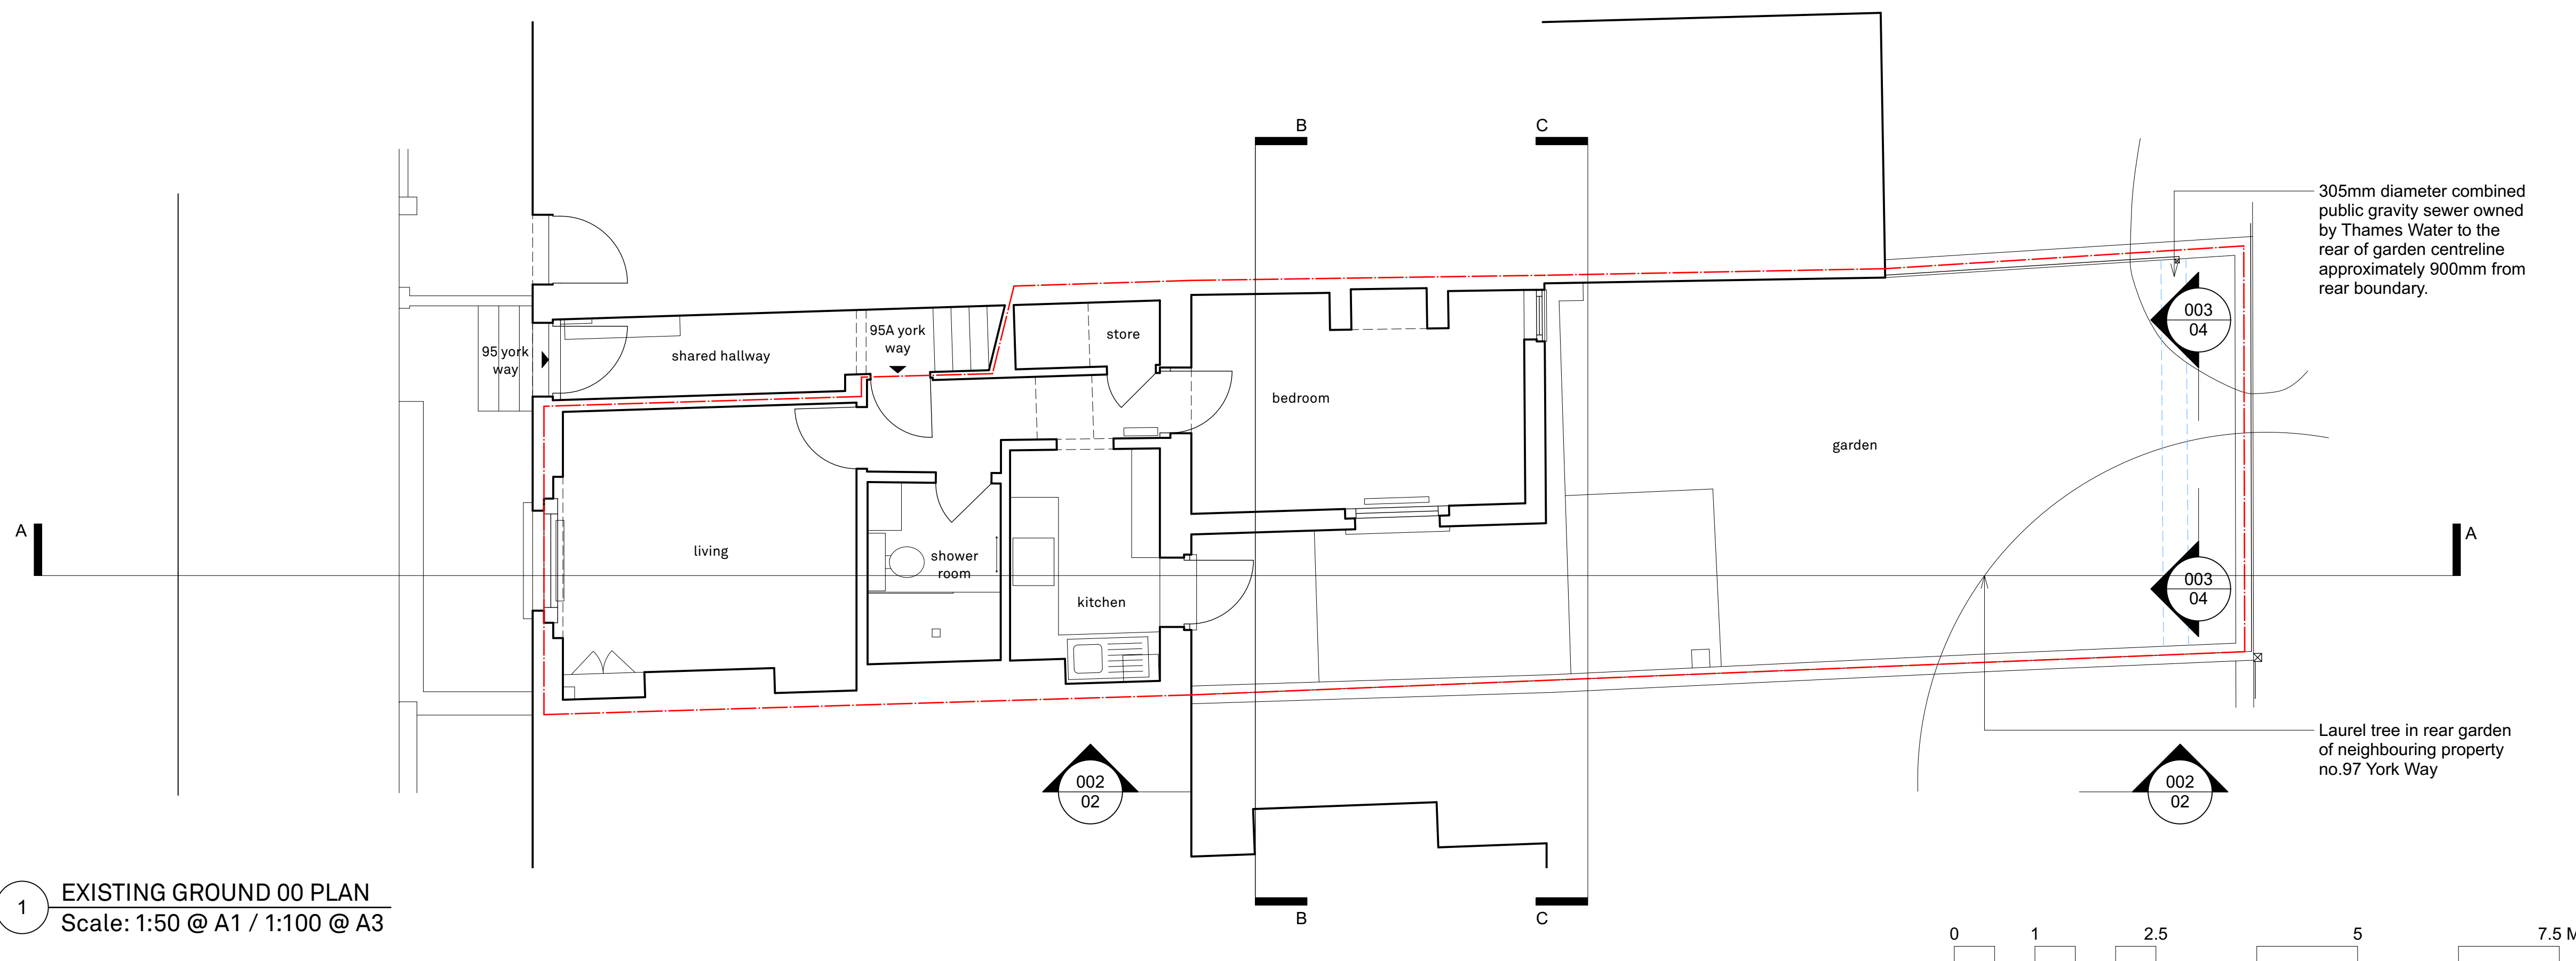 B
C
305mm diameter combined
public gravity sewer owned
by Thames Water to the
rear of garden centreline
approximately 900mm from
rear boundary.
003
04
95 york
way
shared hallway
95A york
way
store
bedroom
garden
A
A
living
shower
room
kitchen
003
04
Laurel tree in rear garden
of neighbouring property
no.97 York Way
002
02
002
02
1
EXISTING GROUND 00 PLAN
Scale: 1:50 @ A1 / 1:100 @ A3
B
C
0 1 2.5 5 7.5 M